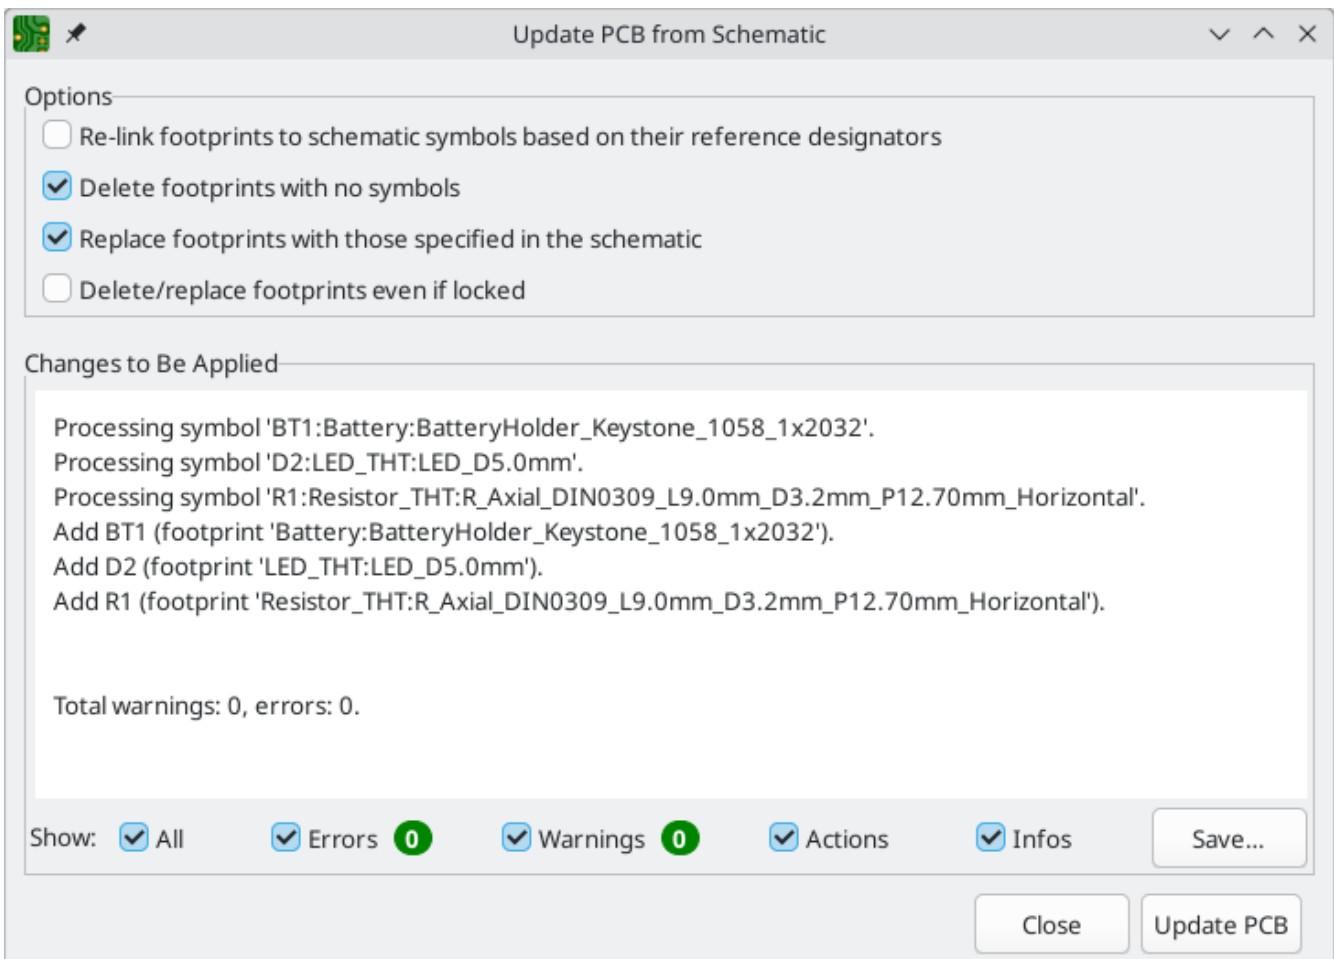 Update PCB from Schematic
Options
Re-link footprints to schematic symbols based on their reference designators
Delete footprints with no symbols
Replace footprints with those specified in the schematic
Delete/replace footprints even if locked
Changes to Be Applied
Processing symbol 'BT1:Battery:BatteryHolder_Keystone_1058_1x2032'.
Processing symbol 'D2:LED_THT:LED_D5.0mm'.
Processing symbol 'R1:Resistor_THT:R_Axial_DIN0309_L9.0mm_D3.2mm_P12.70mm_Horizontal'.
Add BT1 (footprint 'Battery:BatteryHolder_Keystone_1058_1x2032').
Add D2 (footprint 'LED_THT:LED_D5.0mm').
Add R1 (footprint 'Resistor_THT:R_Axial_DIN0309_L9.0mm_D3.2mm_P12.70mm_Horizontal').
Total warnings: 0, errors: 0.
Show: All Errors 0 Warnings 0 Actions Infos Save...
Close Update PCB